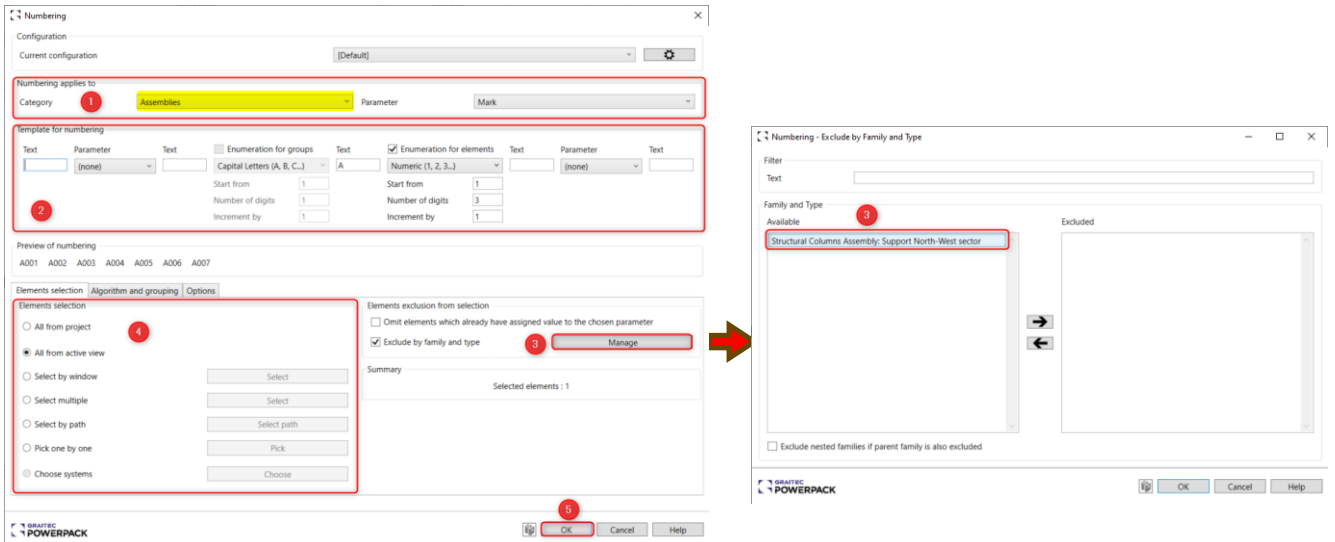 Numbering
Configuration
Current configuration [Default]
Numbering applies to
Category 1 Assemblies Parameter Mark
Template for numbering
Text Parameter Text Enumeration for groups Text Enumeration for elements Text Parameter Text
(none) Capital Letters (A, B, C...) A Numeric (1, 2, 3...) (none)
Start from 1 Start from 1
Number of digits 1 Number of digits 3
Increment by 1 Increment by 1
2
Preview of numbering
A001 A002 A003 A004 A005 A006 A007
Elements selection Algorithm and grouping Options
Elements selection
All from project
4
All from active view
Select by window Select
Select multiple Select
Select by path Select path
Pick one by one Pick
Choose systems Choose
Elements exclusion from selection
Omit elements which already have assigned value to the chosen parameter
Exclude by family and type 3 Manage
Summary
Selected elements : 1
5
GRAITEC
POWERPACK
OK Cancel Help
Numbering - Exclude by Family and Type
Filter
Text
Family and Type
Available 3 Excluded
Structural Columns Assembly: Support North-West sector
Exclude nested families if parent family is also excluded
GRAITEC
POWERPACK
OK Cancel Help